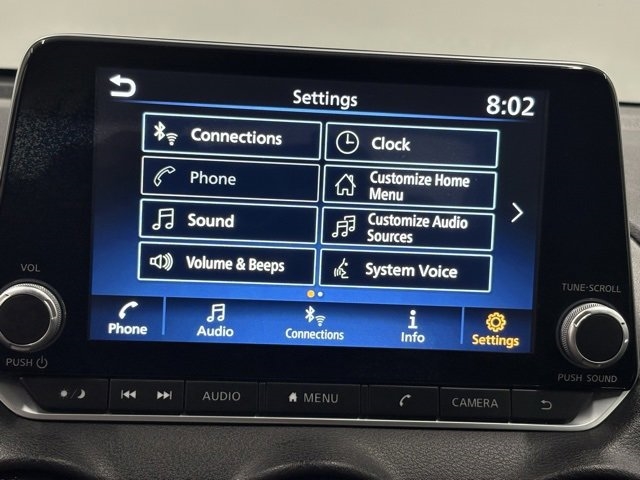 Settings
8:02
Connections
Clock
Phone
Customize Home
Menu
Sound
Customize Audio
Sources
Volume & Beeps
System Voice
Phone
Audio
Connections
Info
Settings
VOL
PUSH
TUNE·SCROLL
PUSH SOUND
AUDIO
MENU
CAMERA